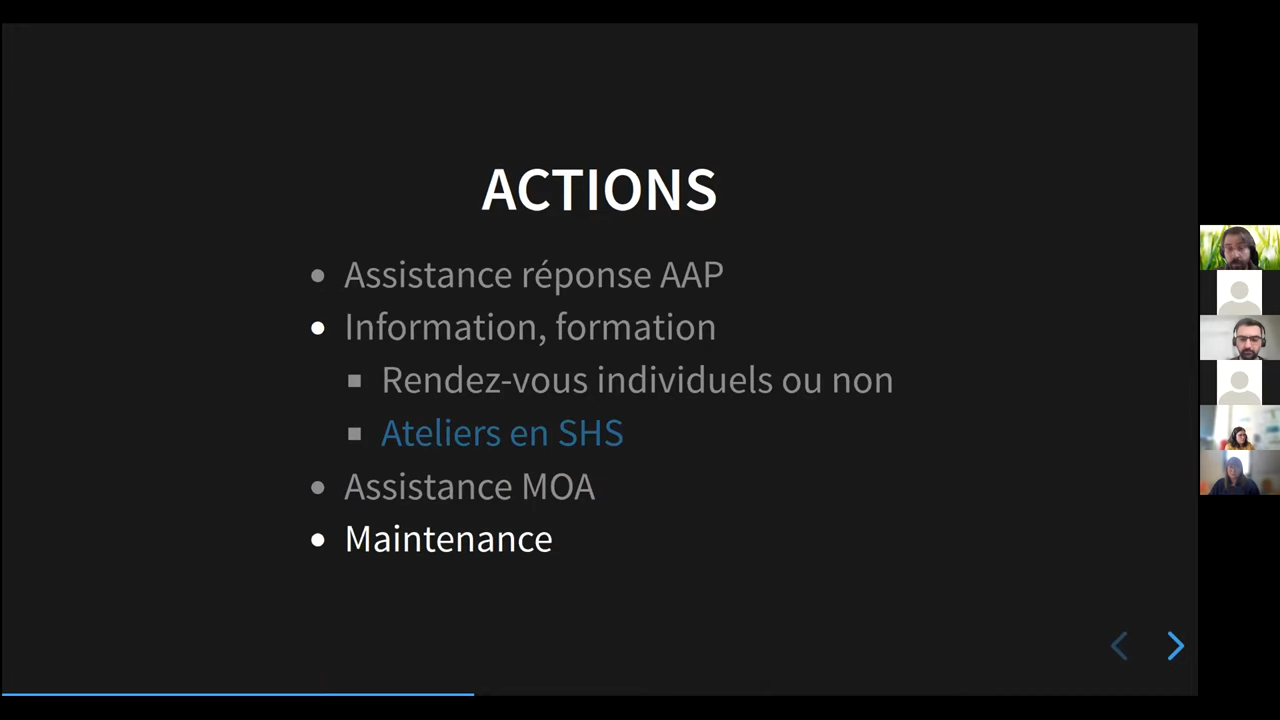 ACTIONS
Assistance réponse AAP
Information, formation
Rendez-vous individuels ou non
Ateliers en SHS
Assistance MOA
Maintenance